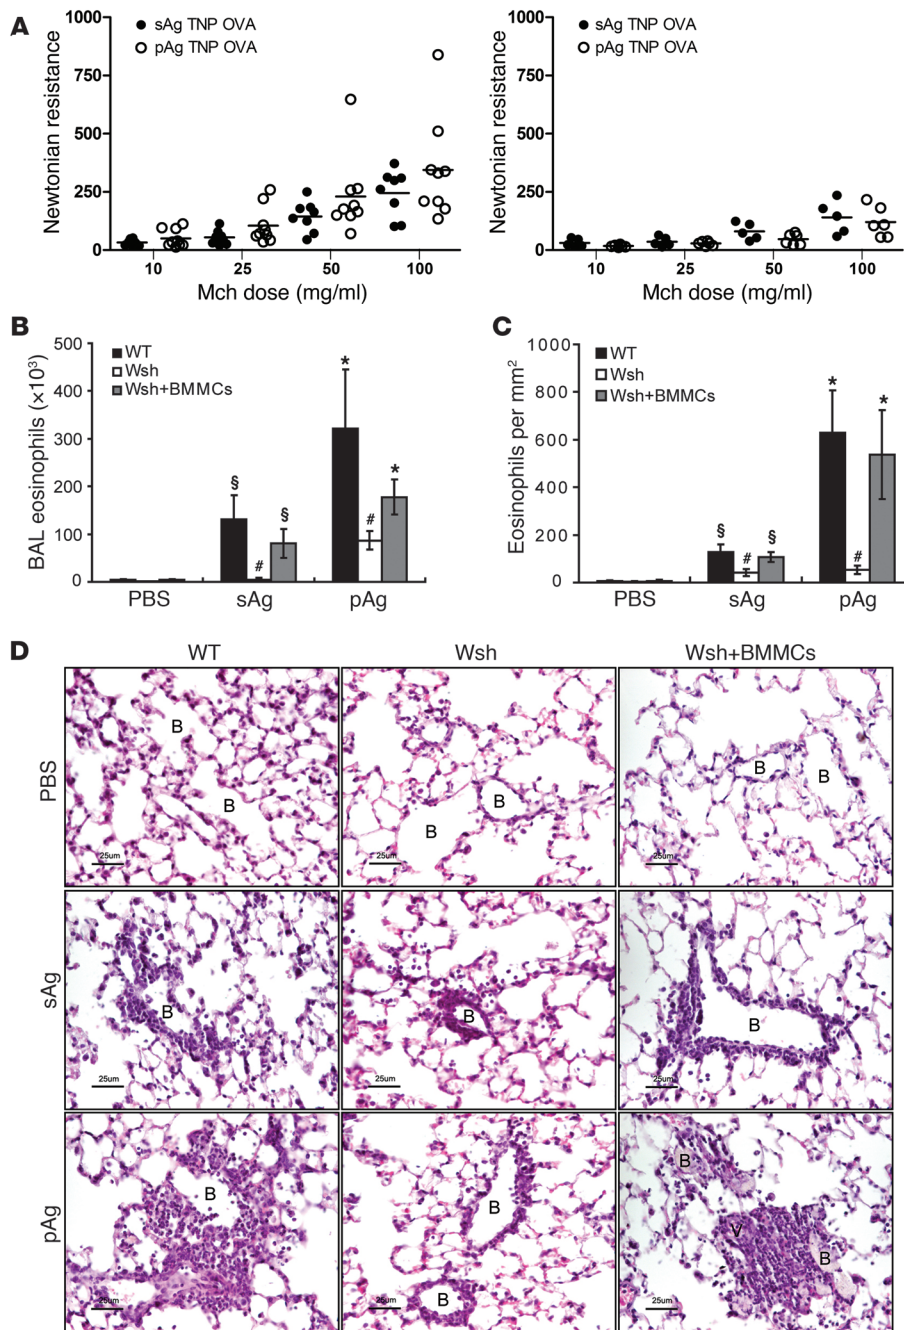 A
● sAg TNP OVA
○ pAg TNP OVA
1000
750
500
250
0
Newtonian resistance
10 25 50 100
Mch dose (mg/ml)
● sAg TNP OVA
○ pAg TNP OVA
1000
750
500
250
0
Newtonian resistance
10 25 50 100
Mch dose (mg/ml)
B
WT
Wsh
Wsh+BMMCs
500
400
300
200
100
0
BAL eosinophils (×10³)
§ # § * # *
PBS sAg pAg
C
WT
Wsh
Wsh+BMMCs
1000
800
600
400
200
0
Eosinophils per mm²
§ # § * # *
PBS sAg pAg
D
WT Wsh Wsh+BMMCs
PBS
B B 25um
B B 25um
B B 25um
sAg
B 25um
B 25um
B 25um
pAg
B 25um
B B 25um
B V B 25um